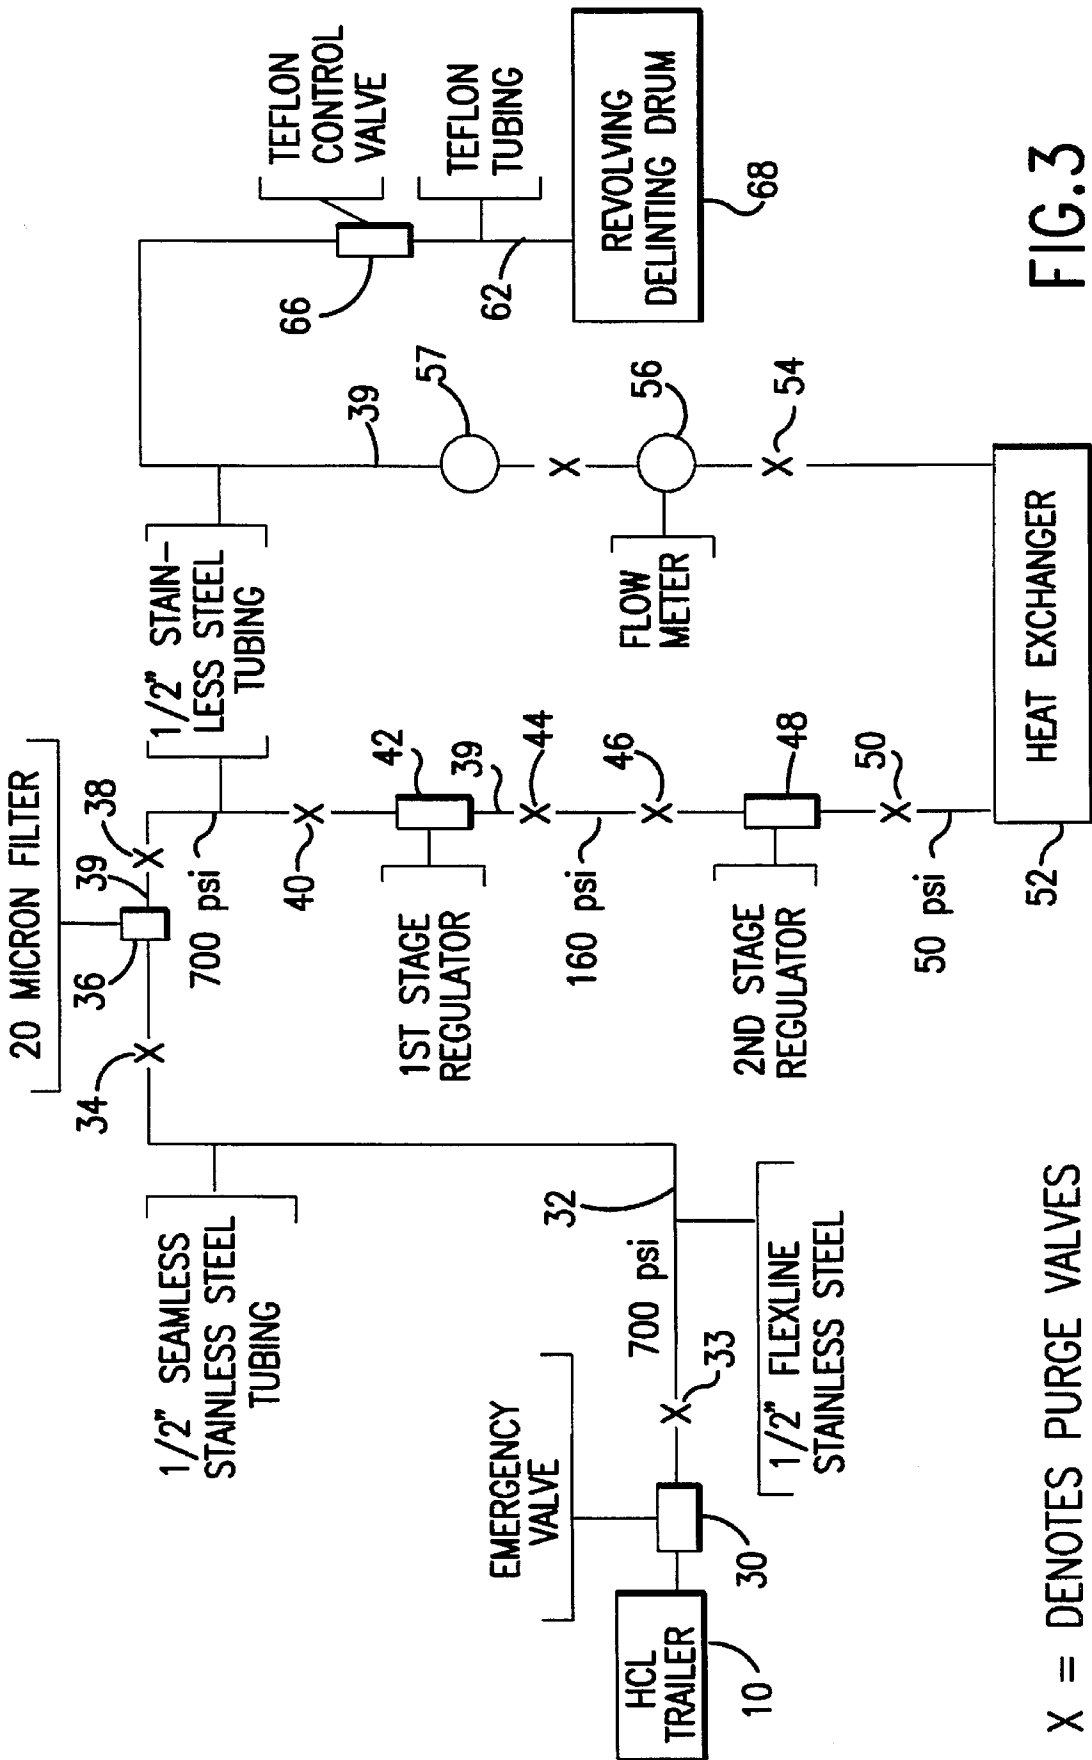 20 MICRON FILTER
36
39
38
34
700 psi
1/2" SEAMLESS
STAINLESS STEEL
TUBING
1/2" STAIN-
LESS STEEL
TUBING
40
42
1ST STAGE
REGULATOR
39
44
160 psi
46
2ND STAGE
REGULATOR
48
50
50 psi
52
HEAT EXCHANGER
54
56
FLOW
METER
57
39
66
TEFLON
CONTROL
VALVE
TEFLON
TUBING
62
REVOLVING
DELINTING DRUM
68
EMERGENCY
VALVE
HCL
TRAILER
10
30
33
700 psi
32
1/2" FLEXLINE
STAINLESS STEEL
X = DENOTES PURGE VALVES
FIG.3